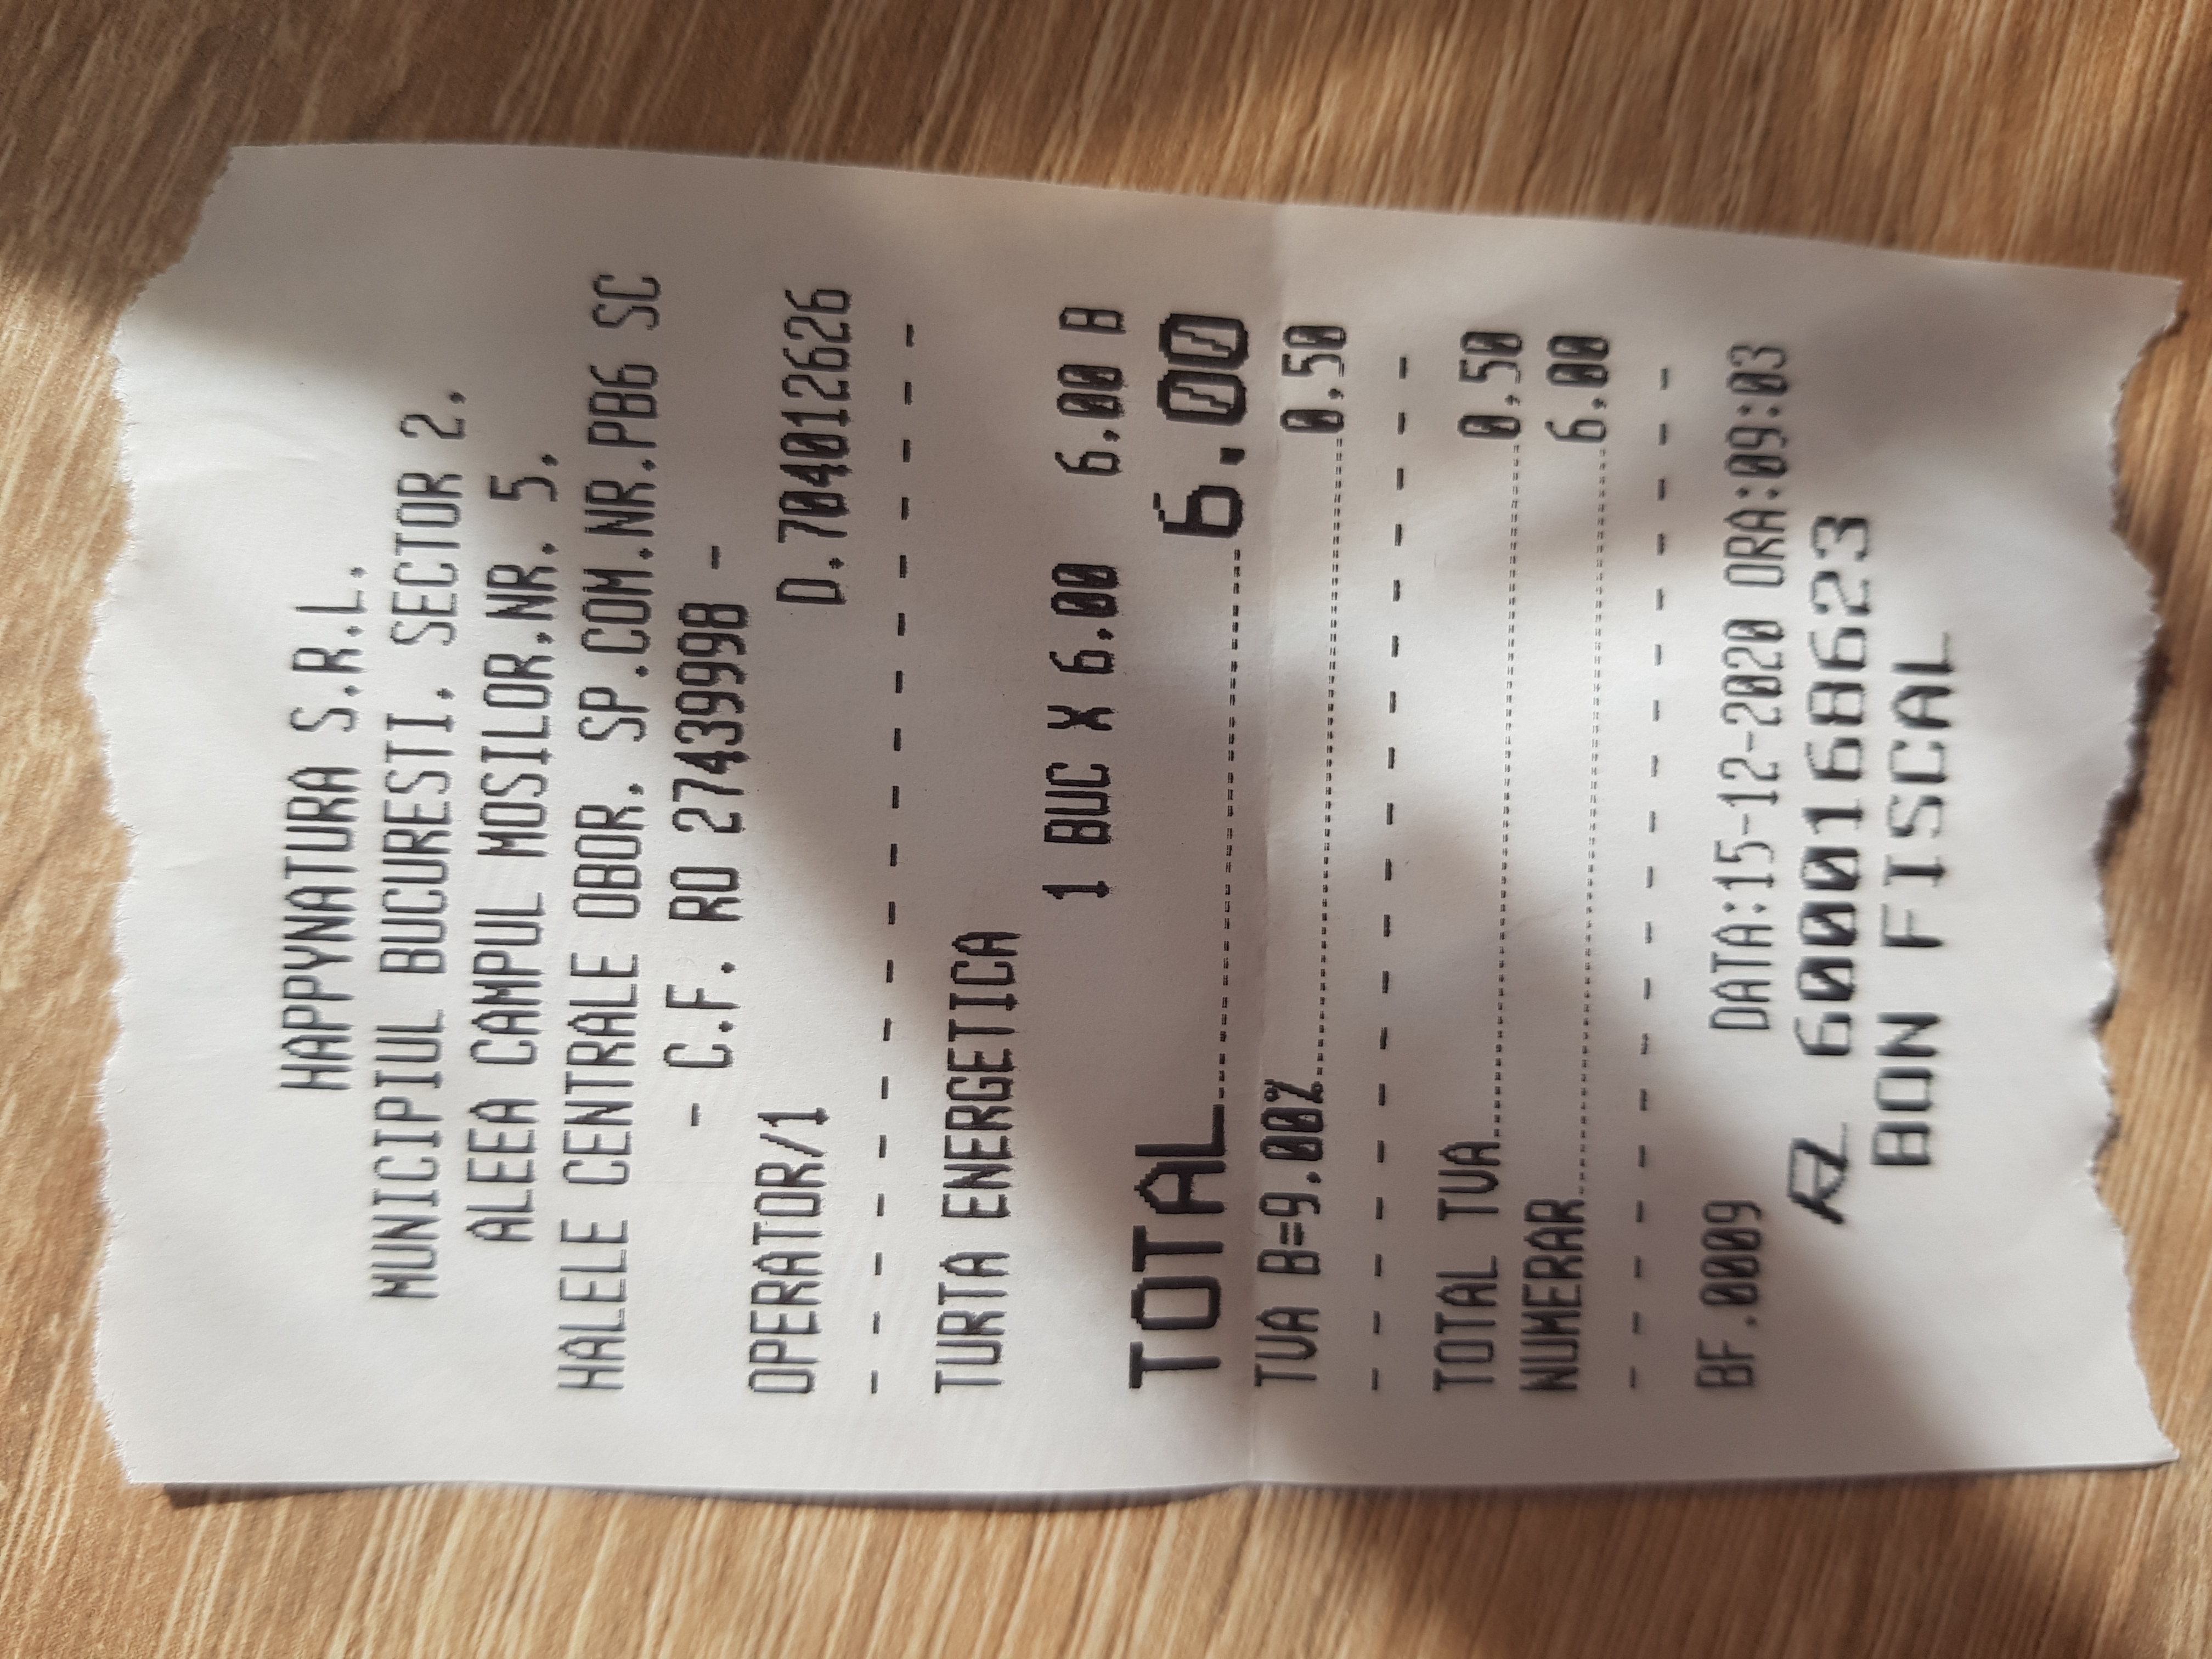 HAPPYNATURA S.R.L.
MUNICIPIUL BUCURESTI, SECTOR 2,
ALEEA CAMPUL MOSILOR,NR. 5,
HALELE CENTRALE OBOR, SP.COM.NR.PB6 SC
- C.F. RO 27439998 -
OPERATOR/1 D.704012626
- - - - - - - - - - - - - - - - - - -
TURTA ENERGETICA
1 BUC X 6.00 6.00 B
TOTAL 6.00
TVA B=9.00% 0.50
- - - - - - - - - - - - - - - - - - -
TOTAL TVA 0.50
NUMERAR 6.00
- - - - - - - - - - - - - - - - - - -
BF.0009 DATA:15-12-2020 ORA:09:03
6000168623
BON FISCAL